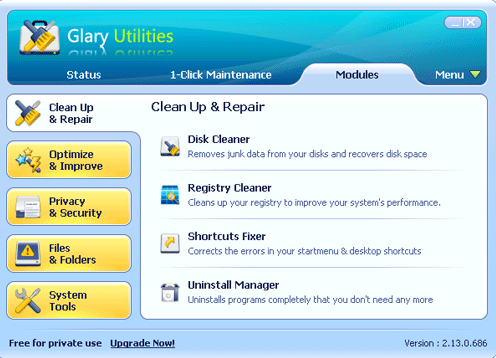 Glary Utilities
Status 1-Click Maintenance Modules Menu
Clean Up
& Repair
Optimize
& Improve
Privacy
& Security
Files
& Folders
System
Tools
Clean Up & Repair
Disk Cleaner
Removes junk data from your disks and recovers disk space
Registry Cleaner
Cleans up your registry to improve your system's performance.
Shortcuts Fixer
Corrects the errors in your startmenu & desktop shortcuts
Uninstall Manager
Uninstalls programs completely that you don't need any more
Free for private use Upgrade Now! Version : 2.13.0.686